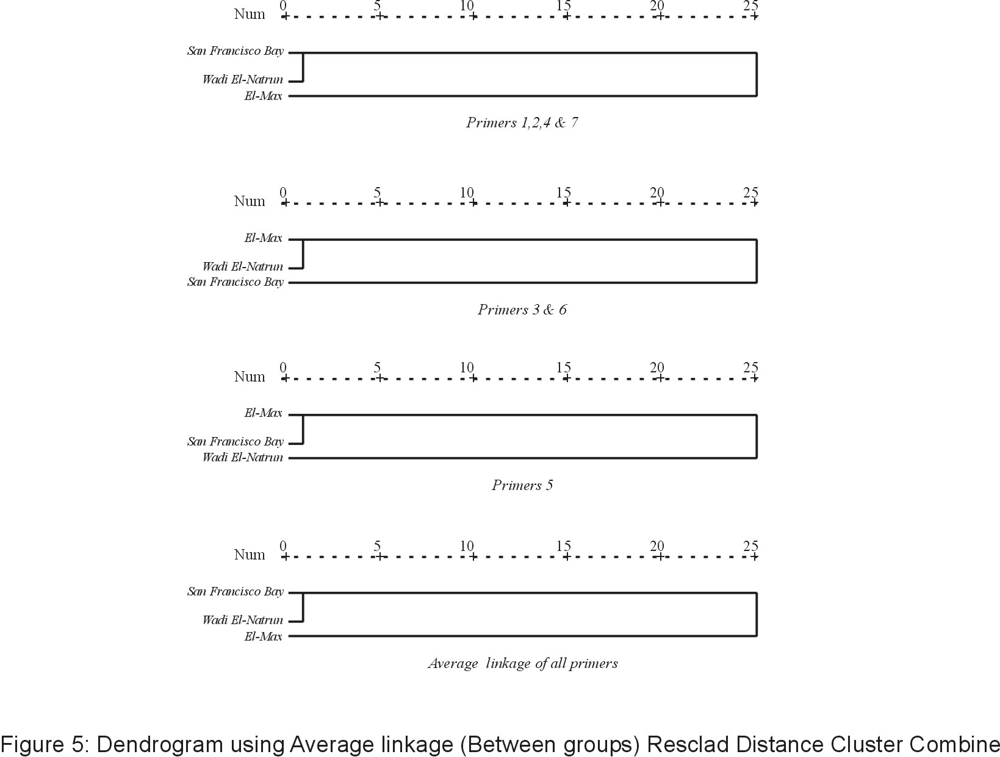 0 5 10 15 20 25
Num
San Francisco Bay
Wadi El-Natrun
El-Max
Primers 1,2,4 & 7
0 5 10 15 20 25
Num
El-Max
Wadi El-Natrun
San Francisco Bay
Primers 3 & 6
0 5 10 15 20 25
Num
El-Max
San Francisco Bay
Wadi El-Natrun
Primers 5
0 5 10 15 20 25
Num
San Francisco Bay
Wadi El-Natrun
El-Max
Average linkage of all primers
Figure 5: Dendrogram using Average linkage (Between groups) Resclad Distance Cluster Combine